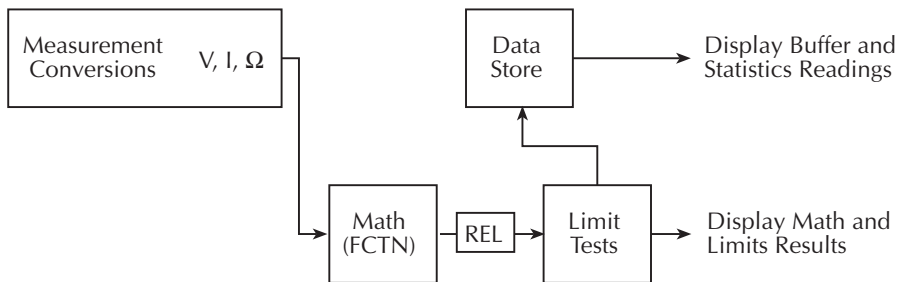 Measurement
Conversions
V, I, Ω
Data
Store
Display Buffer and
Statistics Readings
Math
(FCTN)
REL
Limit
Tests
Display Math and
Limits Results